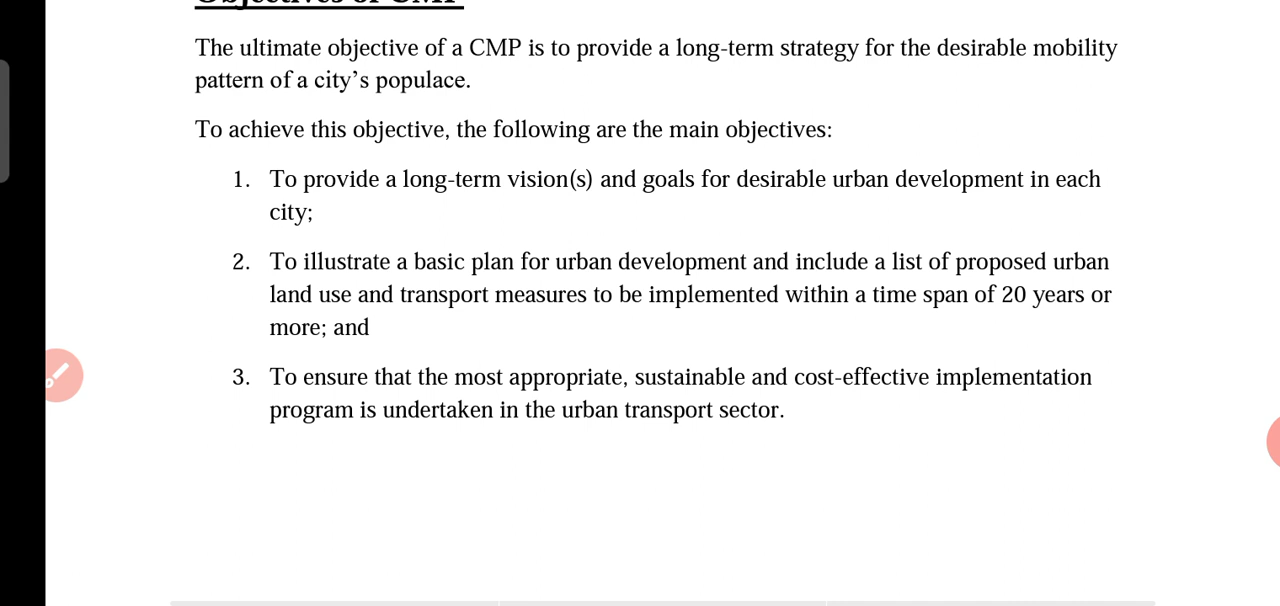 Objectives of CMP
The ultimate objective of a CMP is to provide a long-term strategy for the desirable mobility
pattern of a city’s populace.
To achieve this objective, the following are the main objectives:
1. To provide a long-term vision(s) and goals for desirable urban development in each
city;
2. To illustrate a basic plan for urban development and include a list of proposed urban
land use and transport measures to be implemented within a time span of 20 years or
more; and
3. To ensure that the most appropriate, sustainable and cost-effective implementation
program is undertaken in the urban transport sector.